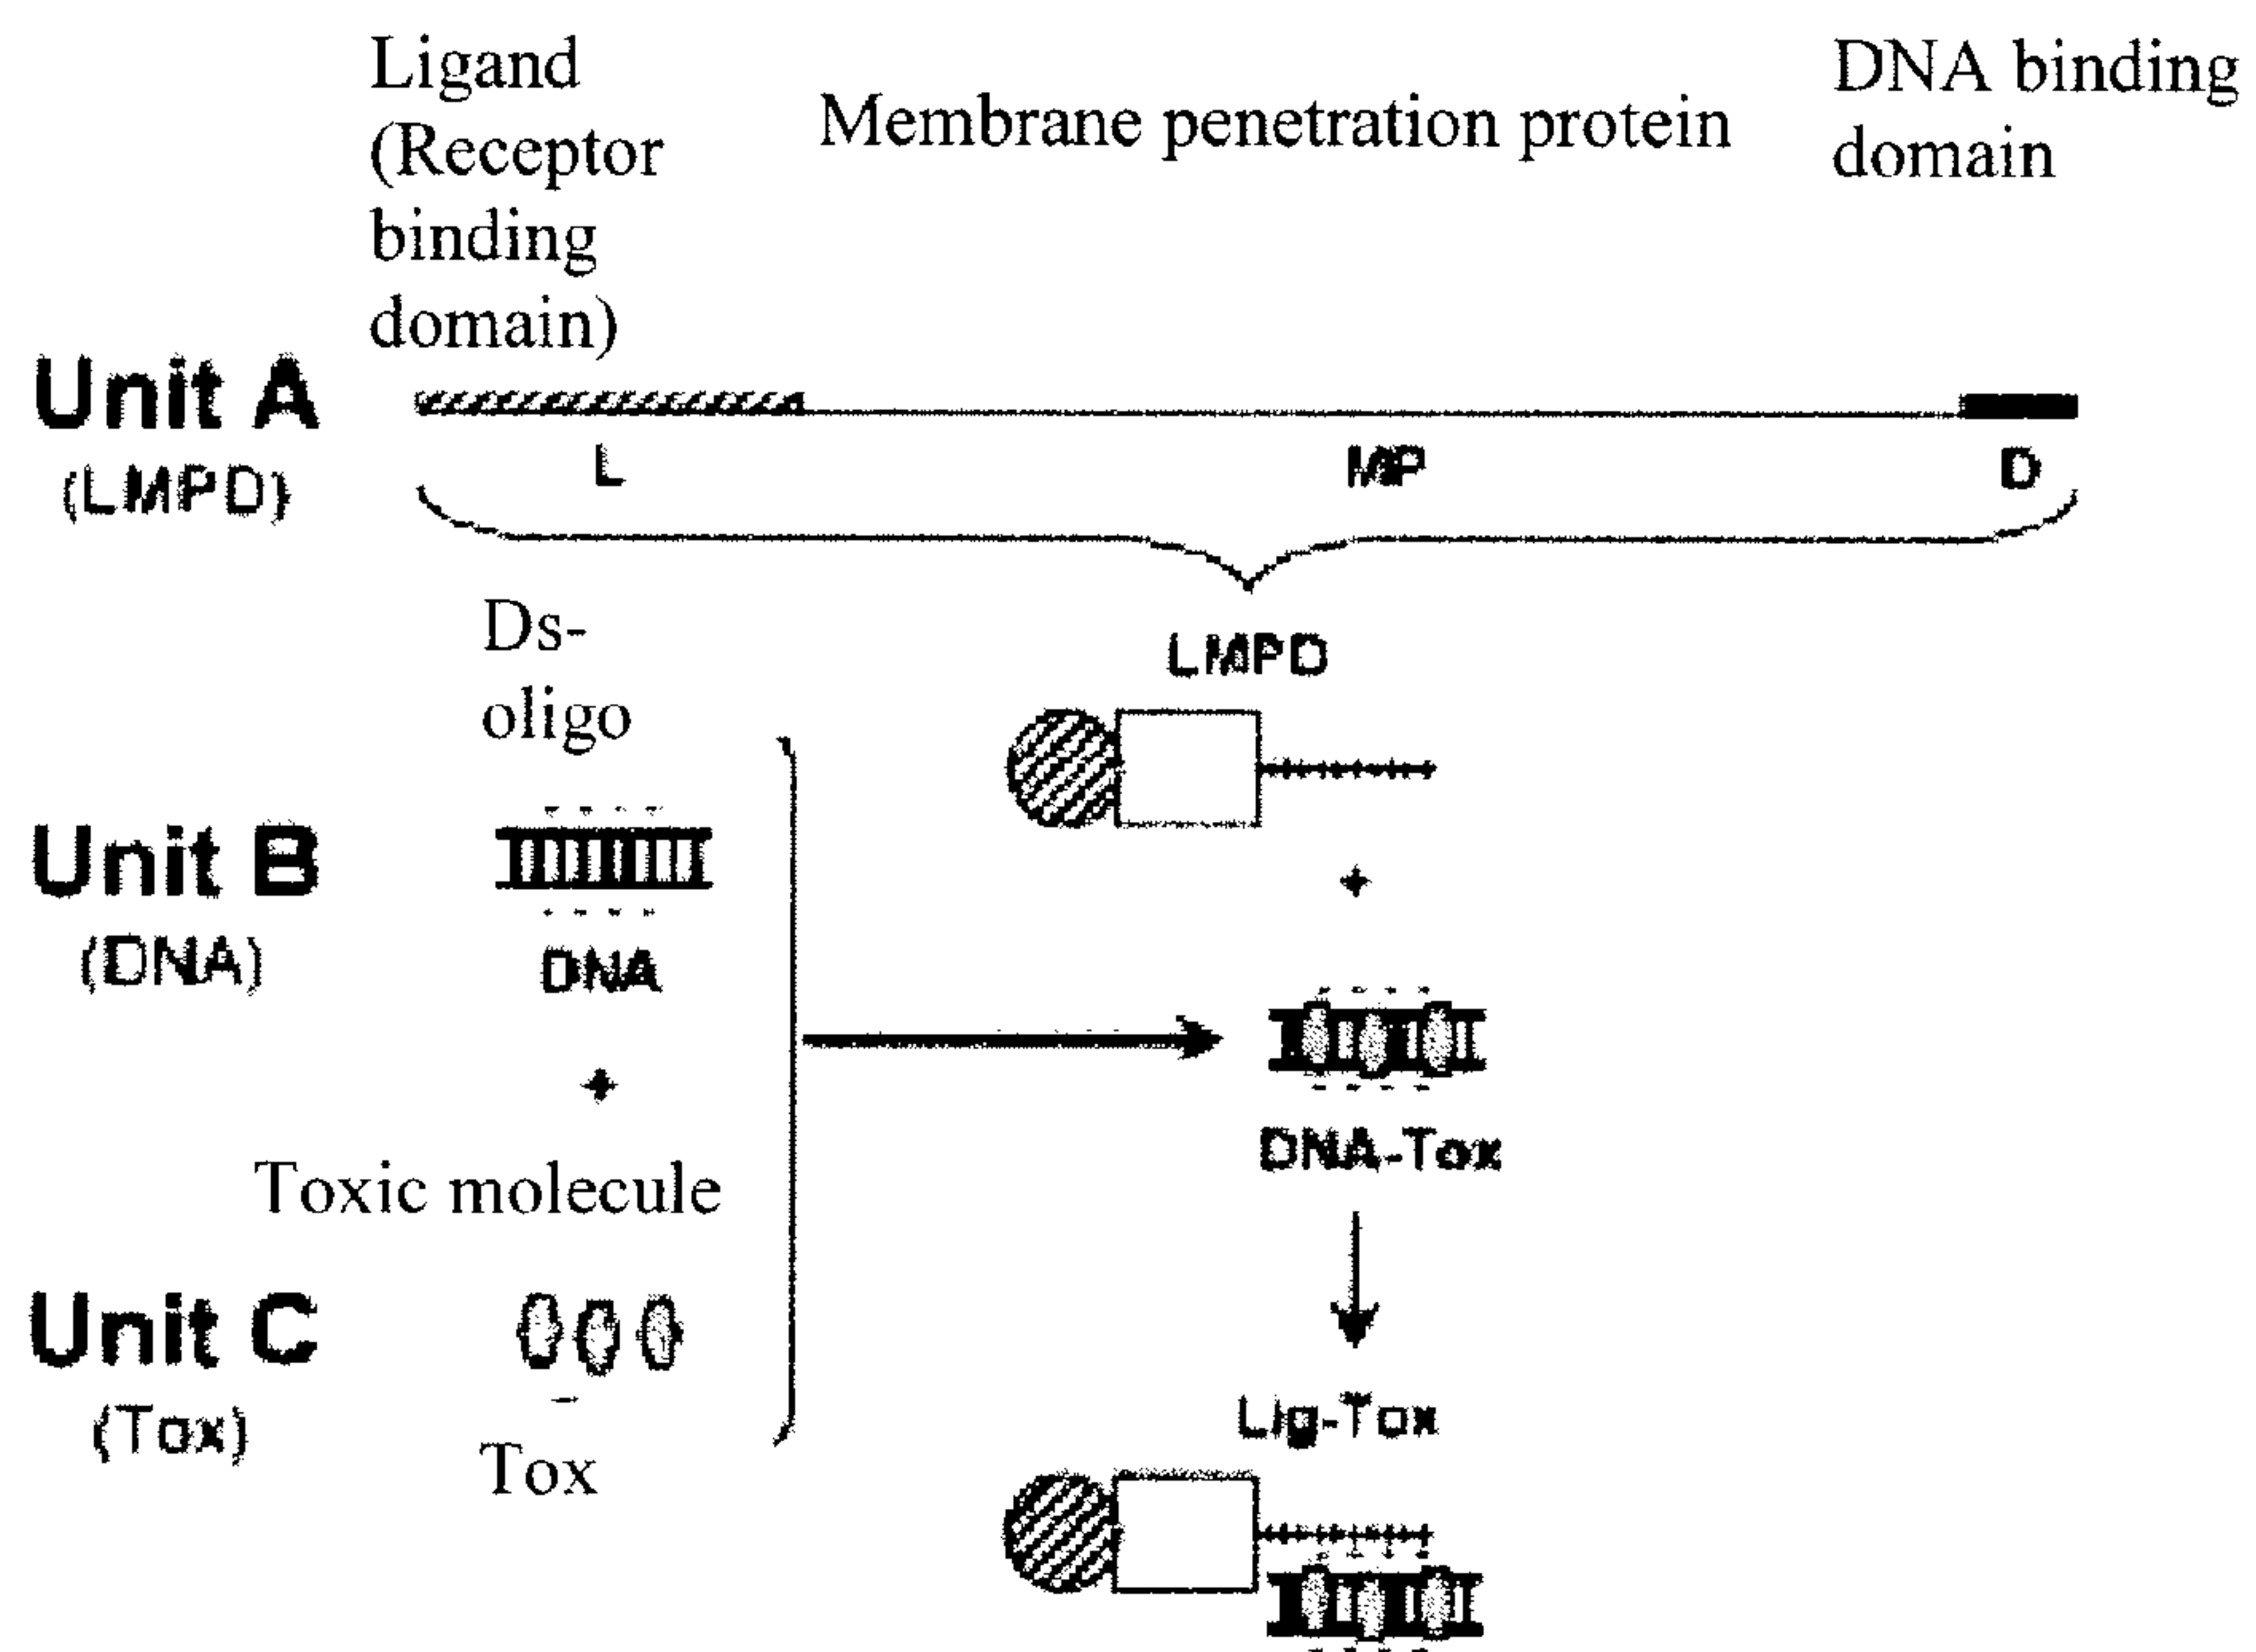 Ligand
(Receptor
binding
domain)
Membrane penetration protein
DNA binding
domain
Unit A
(LMPD)
L
MP
D
LMPD
Ds-
oligo
Unit B
(DNA)
DNA
+
+
DNA-Tox
Toxic molecule
Unit C
(Tox)
Tox
Lig-Tox